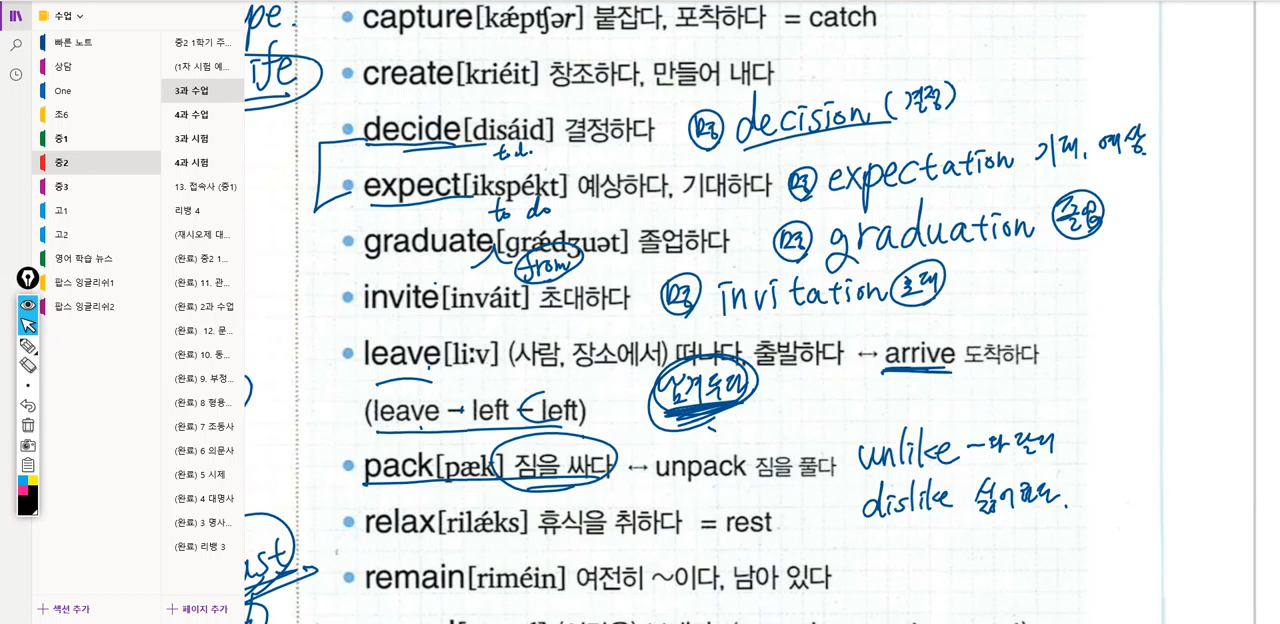 수업
빠른 노트
상담
One
초6
중1
중2
중3
고1
고2
영어 학습 뉴스
팝스 잉글리쉬1
팝스 잉글리쉬2
섹션 추가
중2 1학기 주...
(1차 시험 예...
3과 수업
4과 수업
3과 시험
4과 시험
13. 접속사 (중1)
리뱅 4
(재시오제 대...
(완료) 중2 1...
(완료) 11. 관...
(완료) 2과 수업
(완료)  12. 문...
(완료) 10. 동...
(완료) 9. 부정...
(완료) 8 형용...
(완료) 7 조동사
(완료) 6 의문사
(완료) 5 시제
(완료) 4 대명사
(완료) 3 명사...
(완료) 리뱅 3
페이지 추가
pe.
ife
capture[kǽptʃər] 붙잡다, 포착하다 = catch
create[kriéit] 창조하다, 만들어 내다
decide[disáid] 결정하다 명 decision (결정)
to do
expect[ikspékt] 예상하다, 기대하다 명 expectation 기대, 예상
to do
graduate[grǽdʒuət] 졸업하다 명 graduation 졸업
from
invite[inváit] 초대하다 명 invitation 초대
leave[liːv] (사람, 장소에서) 떠나다, 출발하다 ↔ arrive 도착하다
(leave - left - left) 남겨두다
pack[pæk] 짐을 싸다 ↔ unpack 짐을 풀다
unlike ~와 달리
dislike 싫어하다.
relax[rilǽks] 휴식을 취하다 = rest
ast
remain[riméin] 여전히 ~이다, 남아 있다